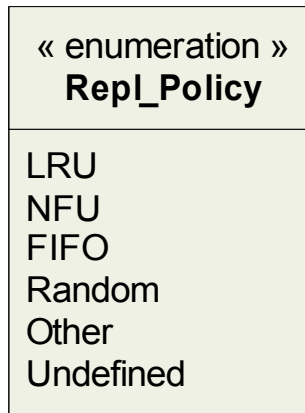 « enumeration »
Repl_Policy
LRU
NFU
FIFO
Random
Other
Undefined